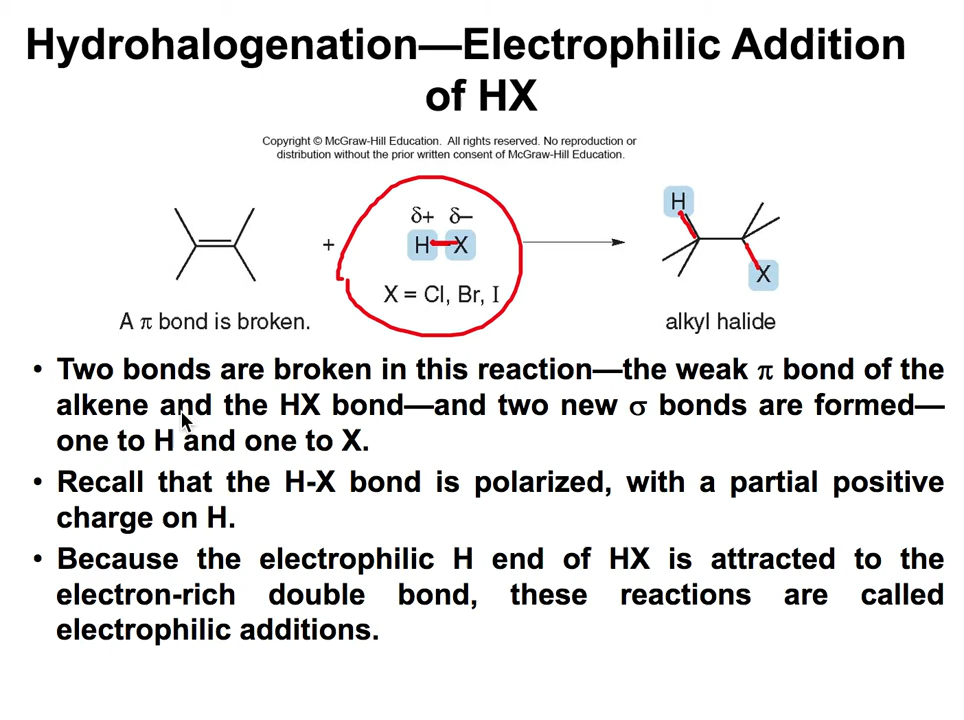 Hydrohalogenation—Electrophilic Addition
of HX
Copyright © McGraw-Hill Education. All rights reserved. No reproduction or
distribution without the prior written consent of McGraw-Hill Education.
δ+ δ–
+ H X
H
X
X = Cl, Br, I
A π bond is broken.
alkyl halide
• Two bonds are broken in this reaction—the weak π bond of the
alkene and the HX bond—and two new σ bonds are formed—
one to H and one to X.
• Recall that the H-X bond is polarized, with a partial positive
charge on H.
• Because the electrophilic H end of HX is attracted to the
electron-rich double bond, these reactions are called
electrophilic additions.